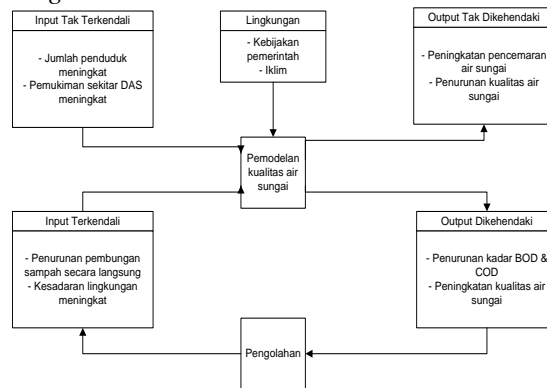 Input Tak Terkendali
- Jumlah penduduk
meningkat
- Pemukiman sekitar DAS
meningkat
Lingkungan
- Kebijakan
pemerintah
- Iklim
Output Tak Dikehendaki
- Peningkatan pencemaran
air sungai
- Penurunan kualitas air
sungai
Pemodelan
kualitas air
sungai
Input Terkendali
- Penurunan pembungan
sampah secara langsung
- Kesadaran lingkungan
meningkat
Output Dikehendaki
- Penurunan kadar BOD &
COD
- Peningkatan kualitas air
sungai
Pengolahan